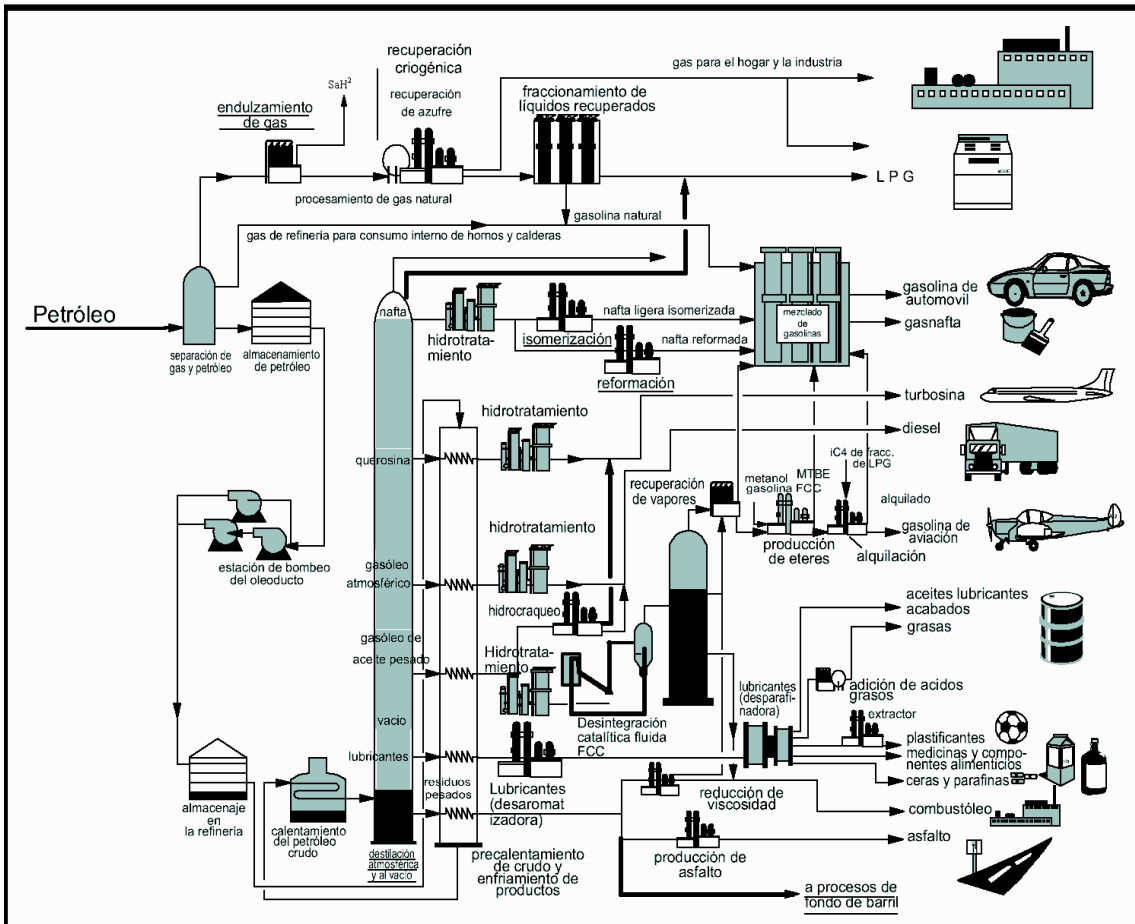 recuperación
criogénica
gas para el hogar y la industria
SaH²
recuperación
de azufre
fraccionamiento de
líquidos recuperados
endulzamiento
de gas
L P G
procesamiento de gas natural
gasolina natural
gas de refinería para consumo interno de hornos y calderas
Petróleo
separación de
gas y petróleo
almacenamiento
de petróleo
nafta
hidrotrata-
miento
isomerización
nafta ligera isomerizada
nafta reformada
reformación
mezclado
de
gasolinas
gasolina de
automovil
gasnafta
turbosina
diesel
hidrotratamiento
querosina
recuperación
de vapores
metanol
gasolina
MTBE
FCC
iC4 de fracc.
de LPG
alquilado
gasolina de
aviación
producción
de eteres
alquilación
estación de bombeo
del oleoducto
hidrotratamiento
gasóleo
atmosférico
hidrocraqueo
gasóleo de
aceite pesado
Hidrotrata-
miento
Desintegración
catalítica fluida
FCC
aceites lubricantes
acabados
grasas
lubricantes
(desparafi-
nadora)
adición de acidos
grasos
extractor
plastificantes
medicinas y compo-
nentes alimenticios
ceras y parafinas
vacio
lubricantes
Lubricantes
(desaromat
izadora)
residuos
pesados
reducción de
viscosidad
combustóleo
asfalto
producción de
asfalto
almacenaje
en
la refinería
calentamiento
del petróleo
crudo
destilación
atmosférica
y al vacío
precalentamiento
de crudo y
enfriamiento de
productos
a procesos de
fondo de barril